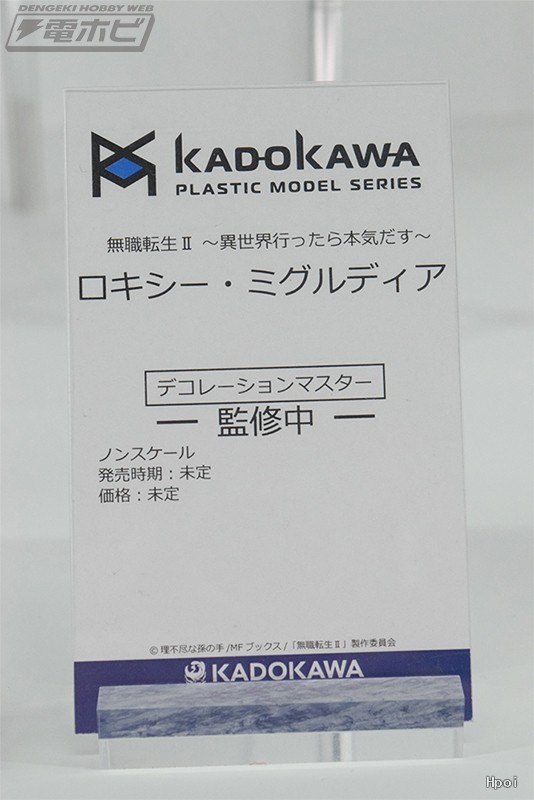 DENGEKI HOBBY WEB
電ホビ
KADOKAWA
PLASTIC MODEL SERIES
無職転生Ⅱ ～異世界行ったら本気だす～
ロキシー・ミグルディア
デコレーションマスター
― 監修中 ―
ノンスケール
発売時期：未定
価格：未定
©理不尽な孫の手/MFブックス/「無職転生Ⅱ」製作委員会
KADOKAWA
Hpoi